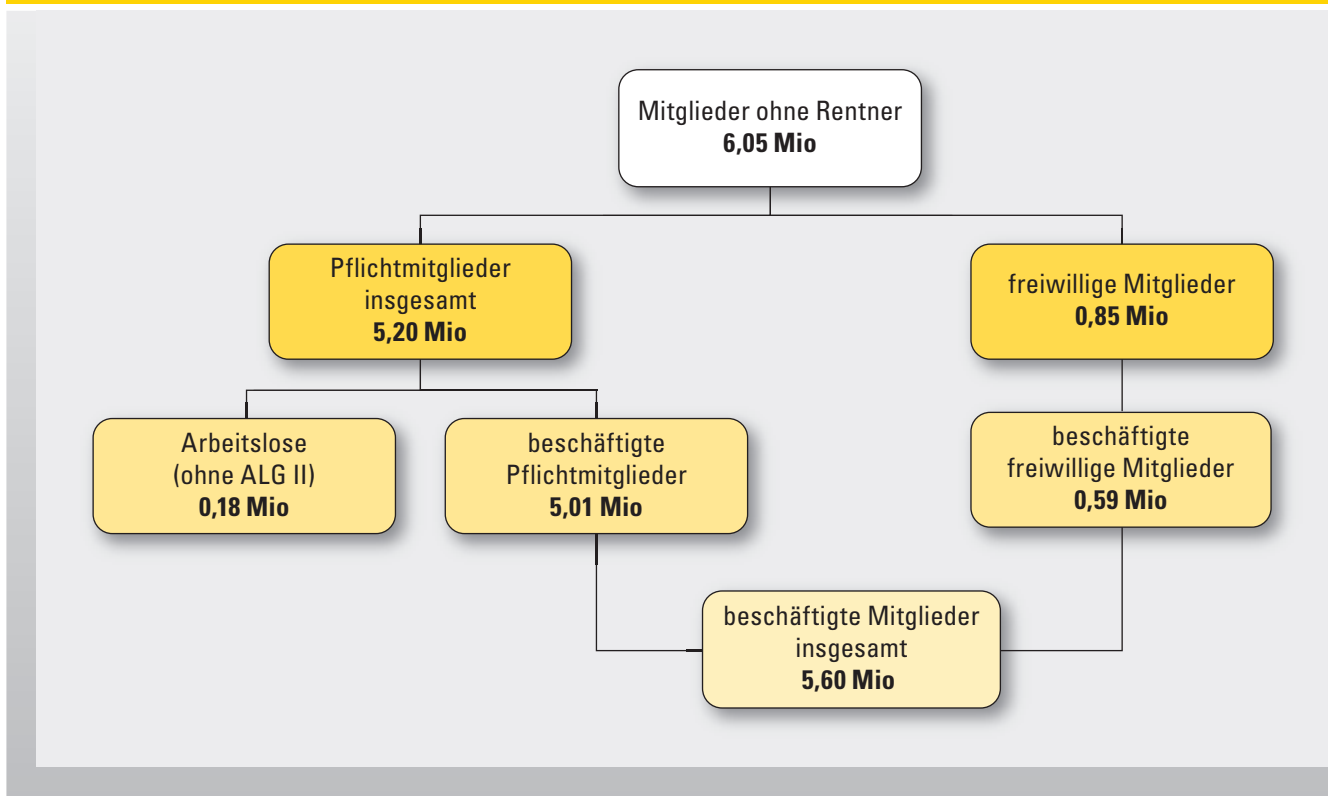 Mitglieder ohne Rentner
6,05 Mio
Pflichtmitglieder
insgesamt
5,20 Mio
freiwillige Mitglieder
0,85 Mio
Arbeitslose
(ohne ALG II)
0,18 Mio
beschäftigte
Pflichtmitglieder
5,01 Mio
beschäftigte
freiwillige Mitglieder
0,59 Mio
beschäftigte Mitglieder
insgesamt
5,60 Mio